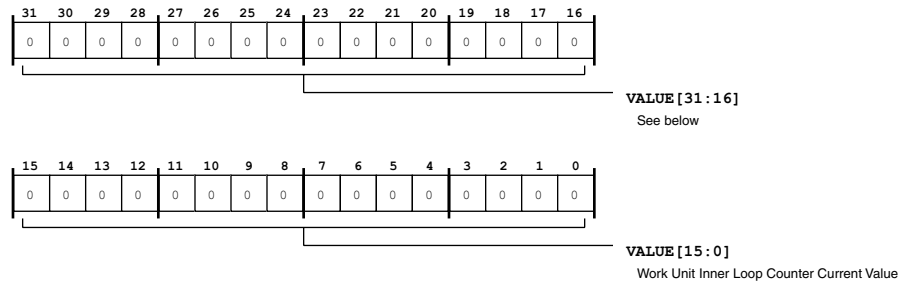 31 30 29 28 27 26 25 24 23 22 21 20 19 18 17 16
0 0 0 0 0 0 0 0 0 0 0 0 0 0 0 0
VALUE[31:16]
See below
15 14 13 12 11 10 9 8 7 6 5 4 3 2 1 0
0 0 0 0 0 0 0 0 0 0 0 0 0 0 0 0
VALUE[15:0]
Work Unit Inner Loop Counter Current Value